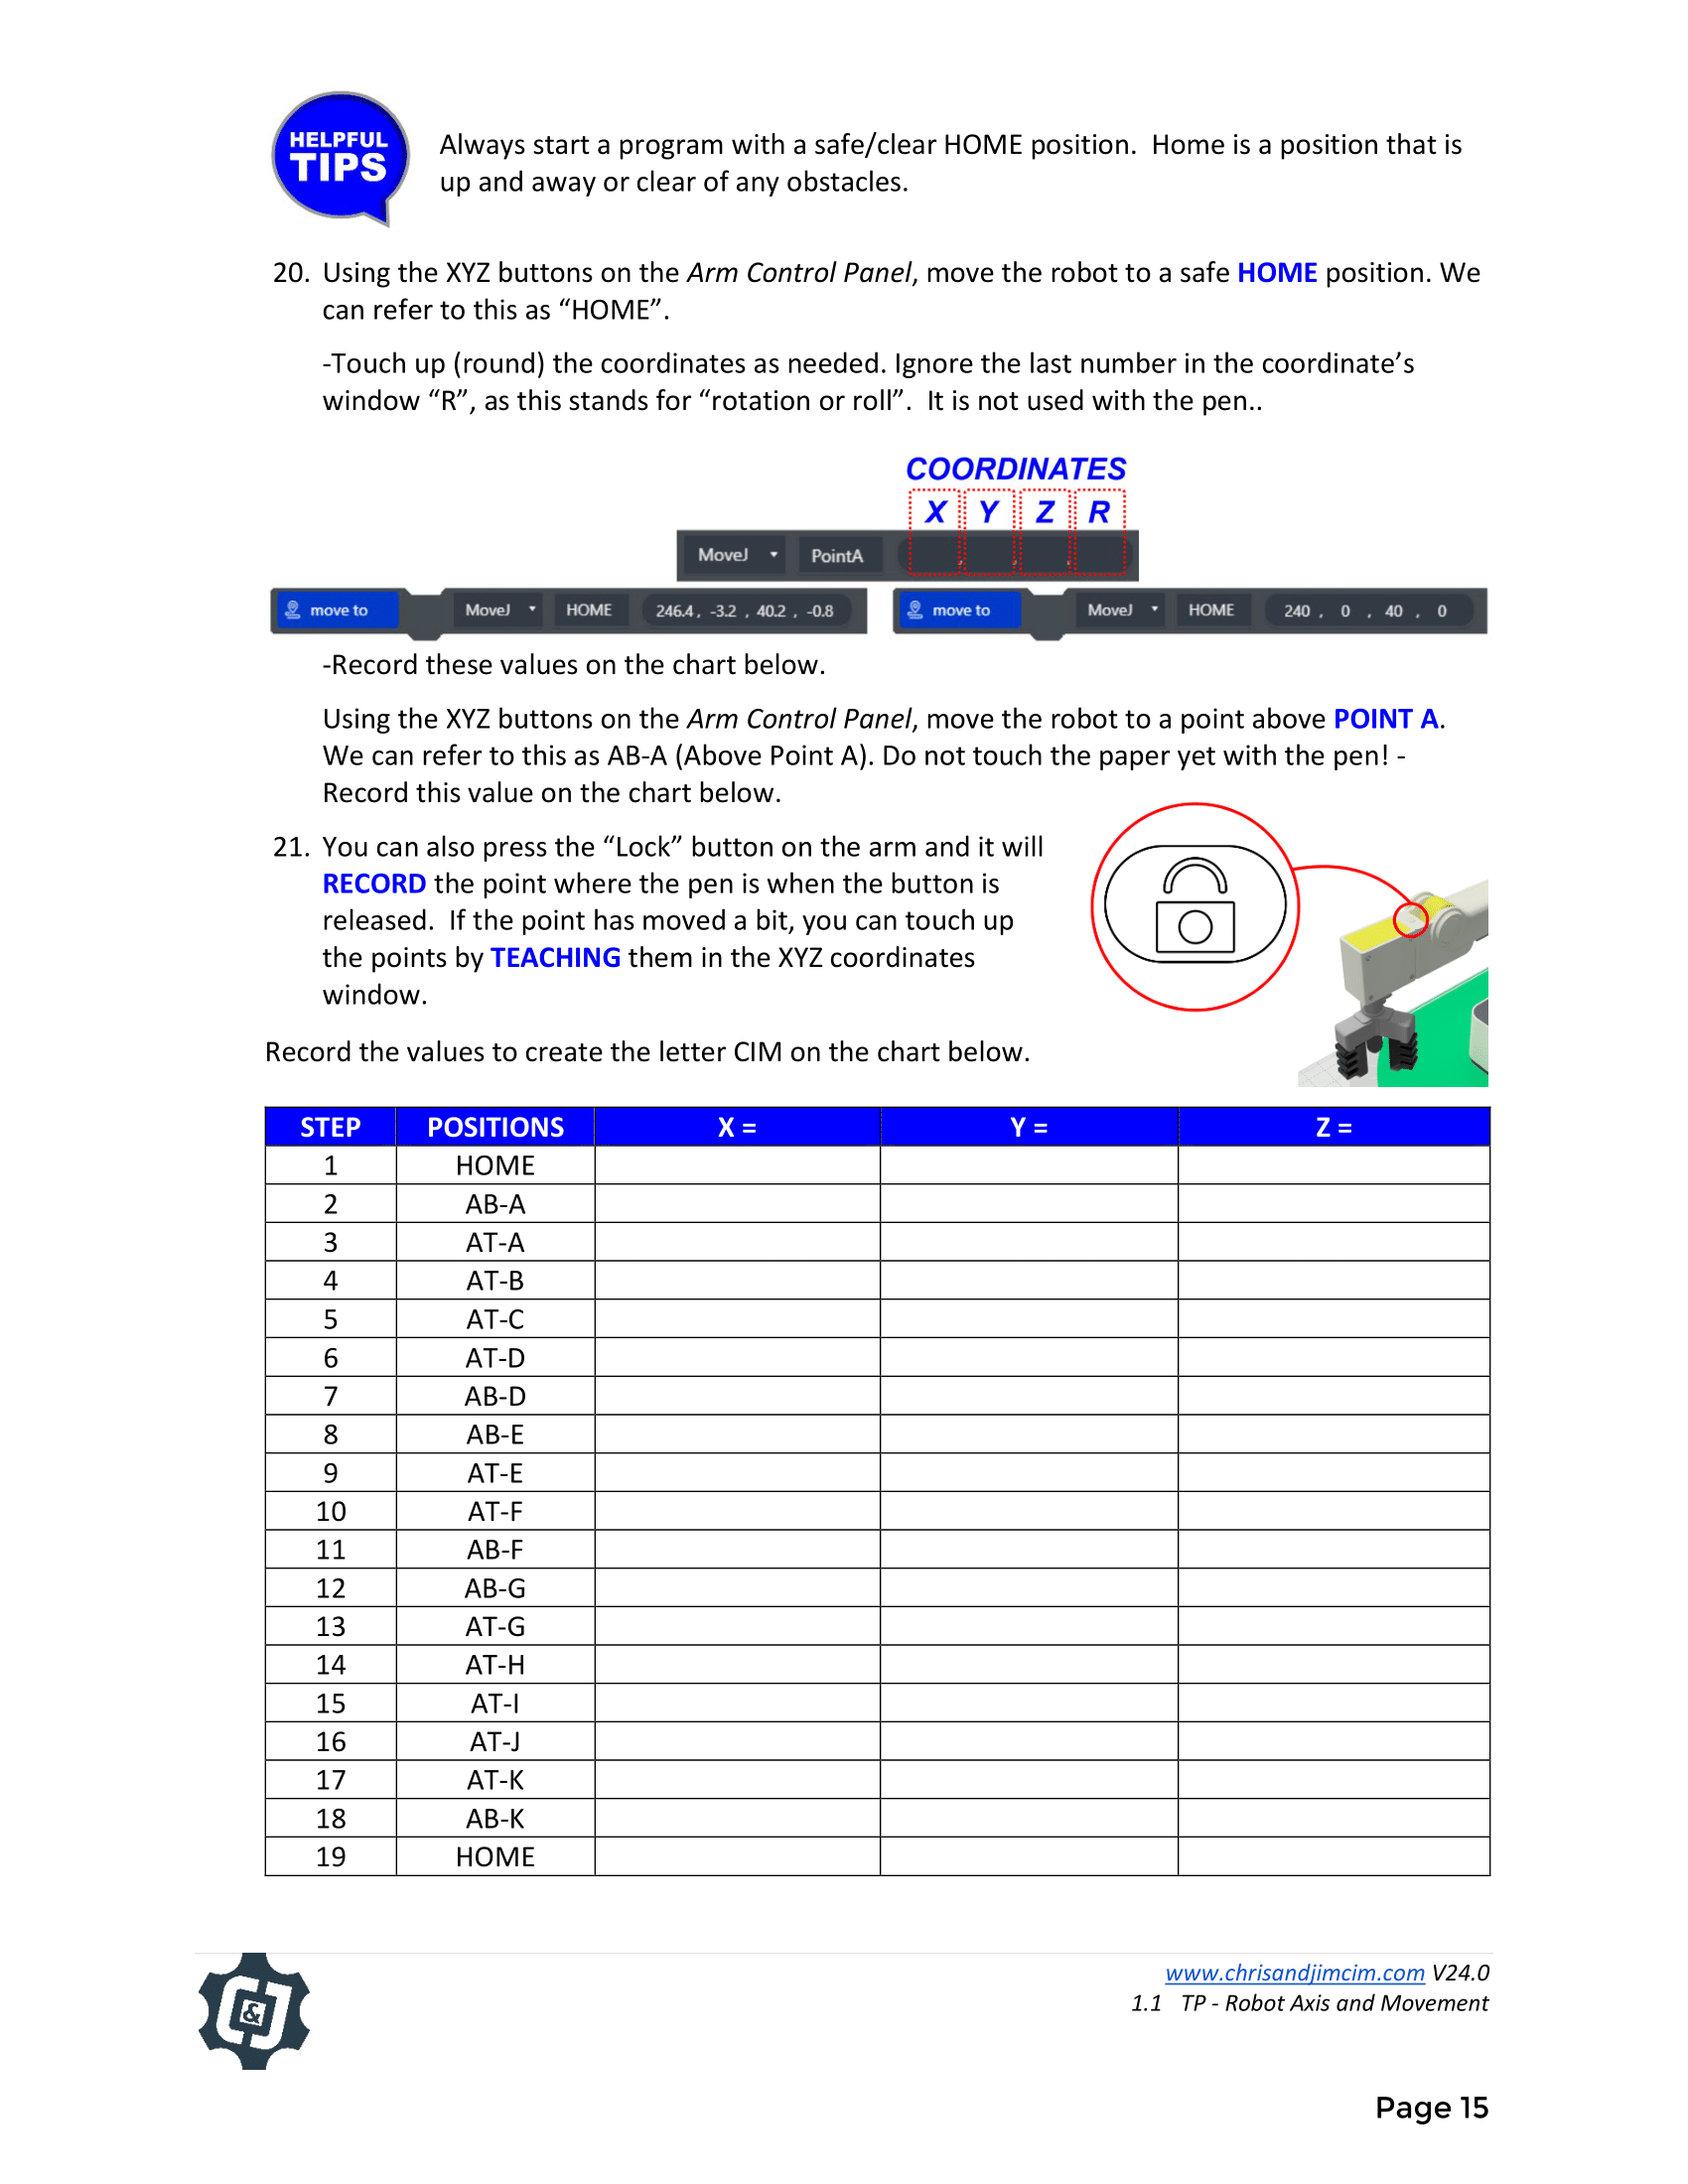 HELPFUL
TIPS
Always start a program with a safe/clear HOME position.  Home is a position that is
up and away or clear of any obstacles.
20. Using the XYZ buttons on the Arm Control Panel, move the robot to a safe HOME position. We
can refer to this as “HOME”.
-Touch up (round) the coordinates as needed. Ignore the last number in the coordinate’s
window “R”, as this stands for “rotation or roll”.  It is not used with the pen..
COORDINATES
X Y Z R
MoveJ PointA , , ,
move to MoveJ HOME 246.4 , -3.2 , 40.2 , -0.8
move to MoveJ HOME 240 , 0 , 40 , 0
-Record these values on the chart below.
Using the XYZ buttons on the Arm Control Panel, move the robot to a point above POINT A.
We can refer to this as AB-A (Above Point A). Do not touch the paper yet with the pen! -
Record this value on the chart below.
21. You can also press the “Lock” button on the arm and it will
RECORD the point where the pen is when the button is
released.  If the point has moved a bit, you can touch up
the points by TEACHING them in the XYZ coordinates
window.
Record the values to create the letter CIM on the chart below.
STEP POSITIONS X = Y = Z =
1 HOME
2 AB-A
3 AT-A
4 AT-B
5 AT-C
6 AT-D
7 AB-D
8 AB-E
9 AT-E
10 AT-F
11 AB-F
12 AB-G
13 AT-G
14 AT-H
15 AT-I
16 AT-J
17 AT-K
18 AB-K
19 HOME
C&J
www.chrisandjimcim.com V24.0
1.1 TP - Robot Axis and Movement
Page 15